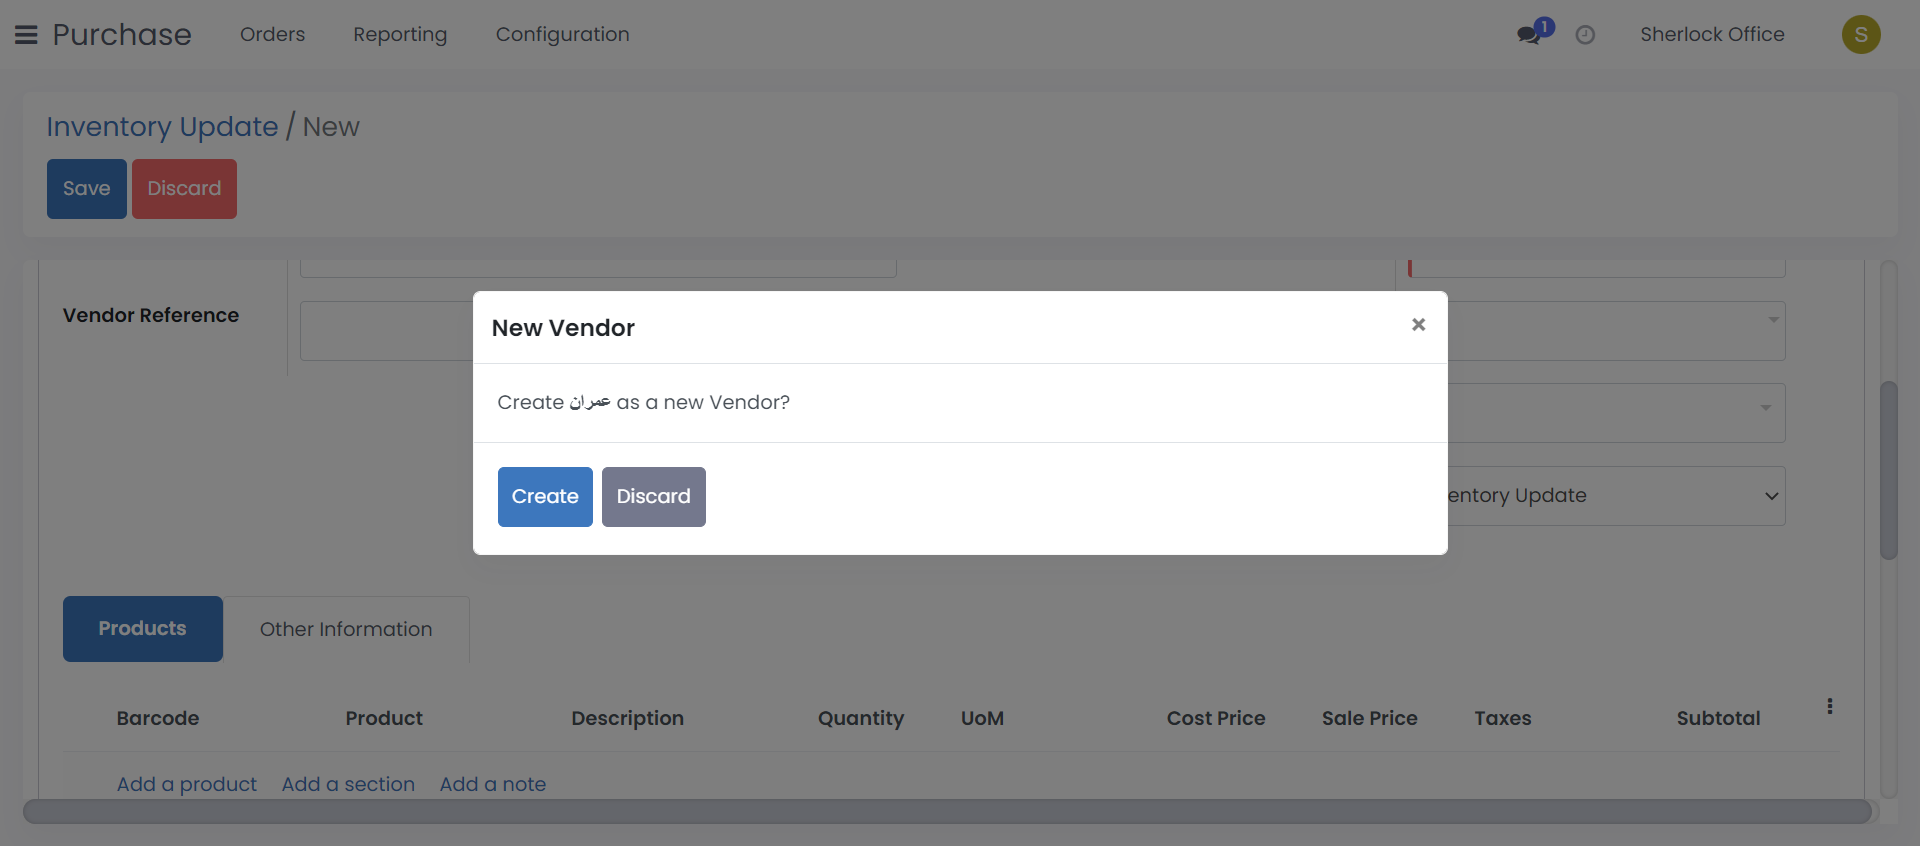 Purchase
Orders
Reporting
Configuration
1
Sherlock Office
S
Inventory Update / New
Save
Discard
Vendor Reference
New Vendor
×
Create عمران as a new Vendor?
Create
Discard
entory Update
Products
Other Information
Barcode
Product
Description
Quantity
UoM
Cost Price
Sale Price
Taxes
Subtotal
Add a product
Add a section
Add a note